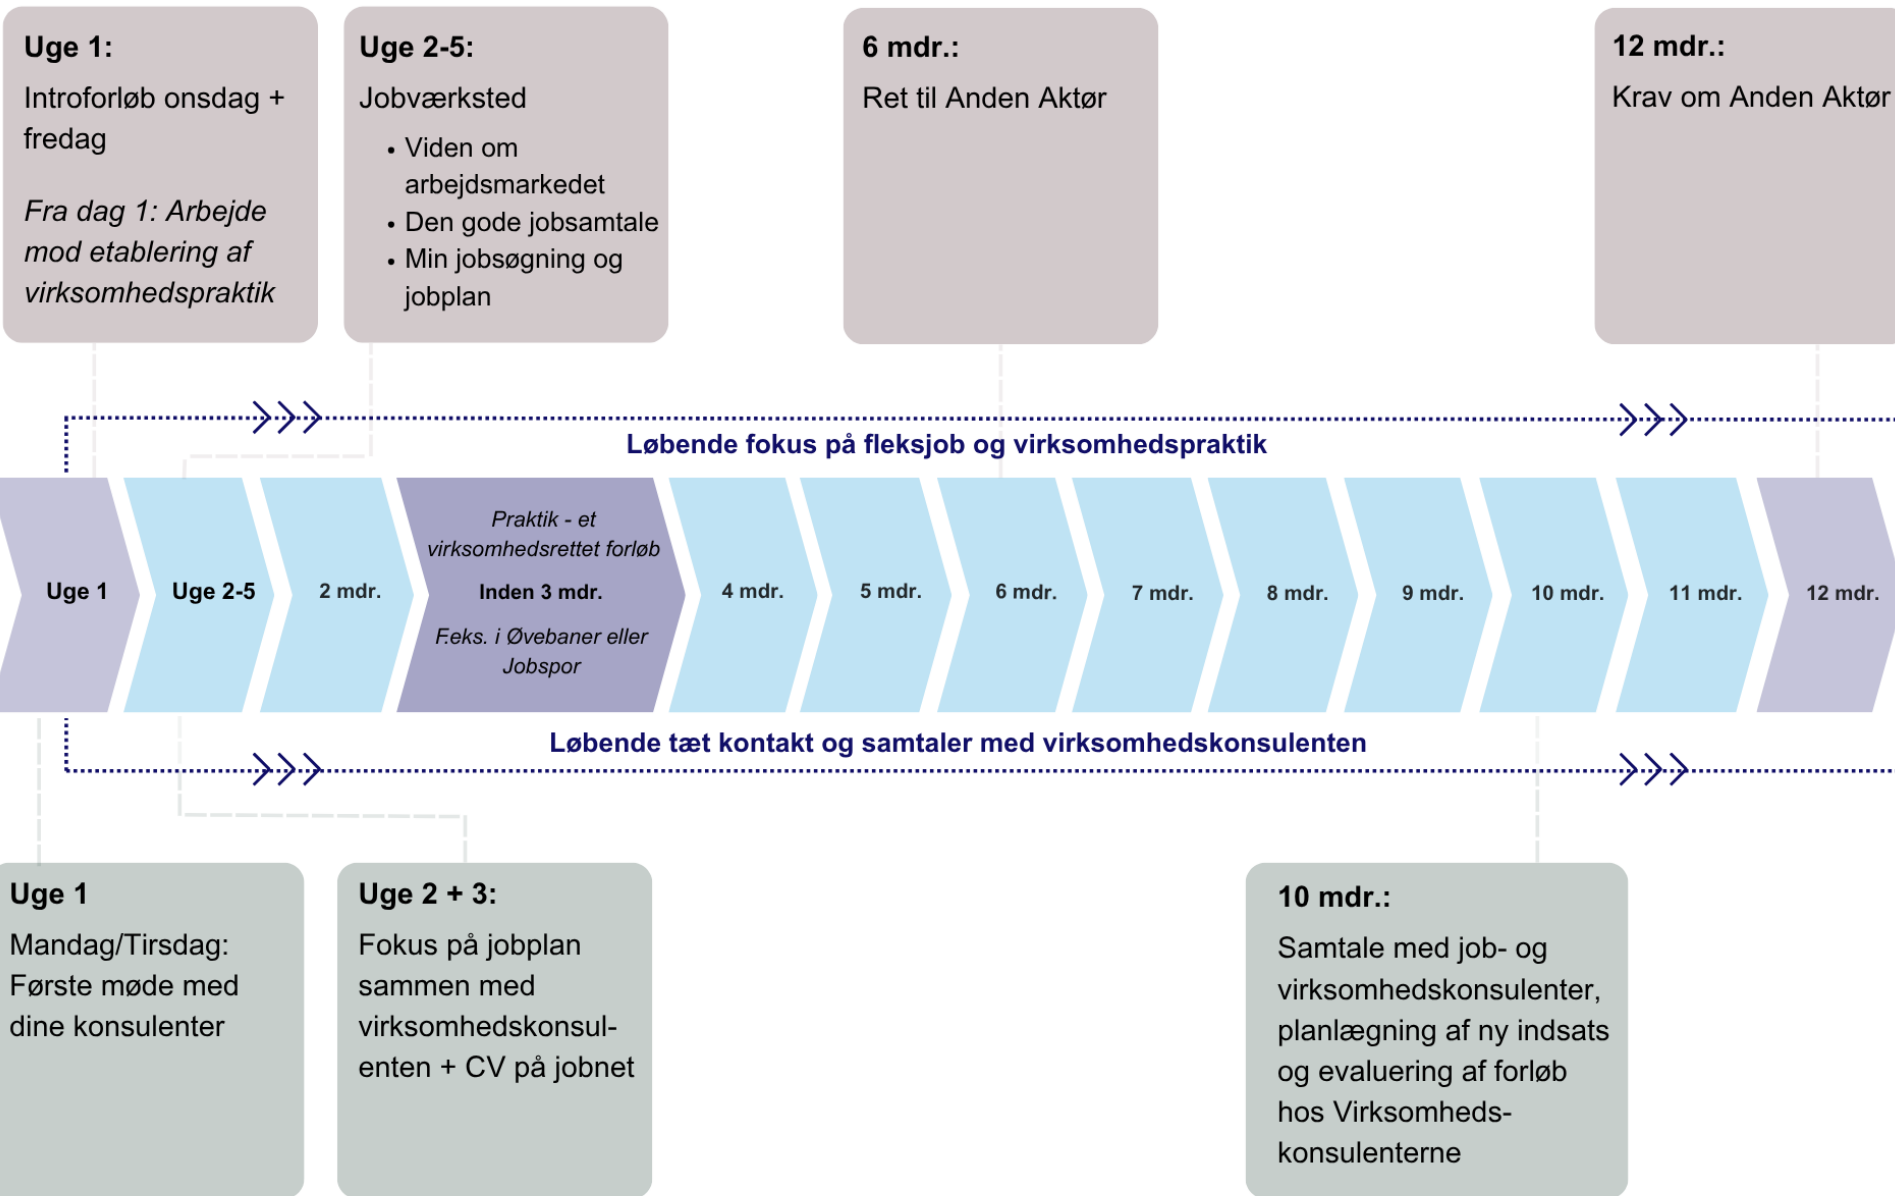 Uge 1:
Introforløb onsdag +
fredag
Fra dag 1: Arbejde
mod etablering af
virksomhedspraktik
Uge 2-5:
Jobværksted
• Viden om
arbejdsmarkedet
• Den gode jobsamtale
• Min jobsøgning og
jobplan
6 mdr.:
Ret til Anden Aktør
12 mdr.:
Krav om Anden Aktør
Løbende fokus på fleksjob og virksomhedspraktik
Uge 1
Uge 2-5
2 mdr.
Praktik - et
virksomhedsrettet forløb
Inden 3 mdr.
F.eks. i Øvebaner eller
Jobspor
4 mdr.
5 mdr.
6 mdr.
7 mdr.
8 mdr.
9 mdr.
10 mdr.
11 mdr.
12 mdr.
Løbende tæt kontakt og samtaler med virksomhedskonsulenten
Uge 1
Mandag/Tirsdag:
Første møde med
dine konsulenter
Uge 2 + 3:
Fokus på jobplan
sammen med
virksomhedskonsul-
enten + CV på jobnet
10 mdr.:
Samtale med job- og
virksomhedskonsulenter,
planlægning af ny indsats
og evaluering af forløb
hos Virksomheds-
konsulenterne